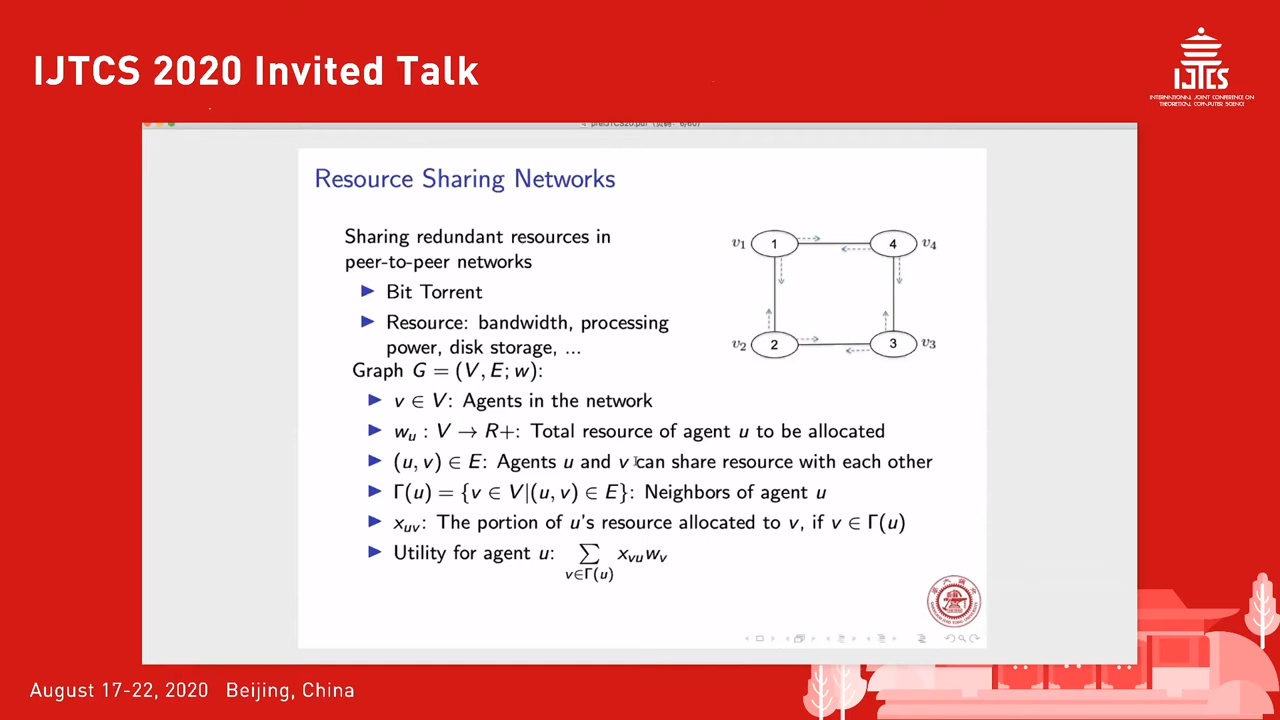 IJTCS 2020 Invited Talk
IJTCS
INTERNATIONAL JOINT CONFERENCE ON
THEORETICAL COMPUTER SCIENCE
Resource Sharing Networks
Sharing redundant resources in
peer-to-peer networks
▶ Bit Torrent
▶ Resource: bandwidth, processing
power, disk storage, ...
v₁ 1 4 v₄
v₂ 2 3 v₃
Graph G = (V, E; w):
▶ v ∈ V: Agents in the network
▶ wᵤ : V → R+: Total resource of agent u to be allocated
▶ (u, v) ∈ E: Agents u and v can share resource with each other
▶ Γ(u) = {v ∈ V|(u, v) ∈ E}: Neighbors of agent u
▶ xᵤᵥ: The portion of u's resource allocated to v, if v ∈ Γ(u)
▶ Utility for agent u: ∑ xᵥᵤwᵥ
v∈Γ(u)
August 17-22, 2020 Beijing, China